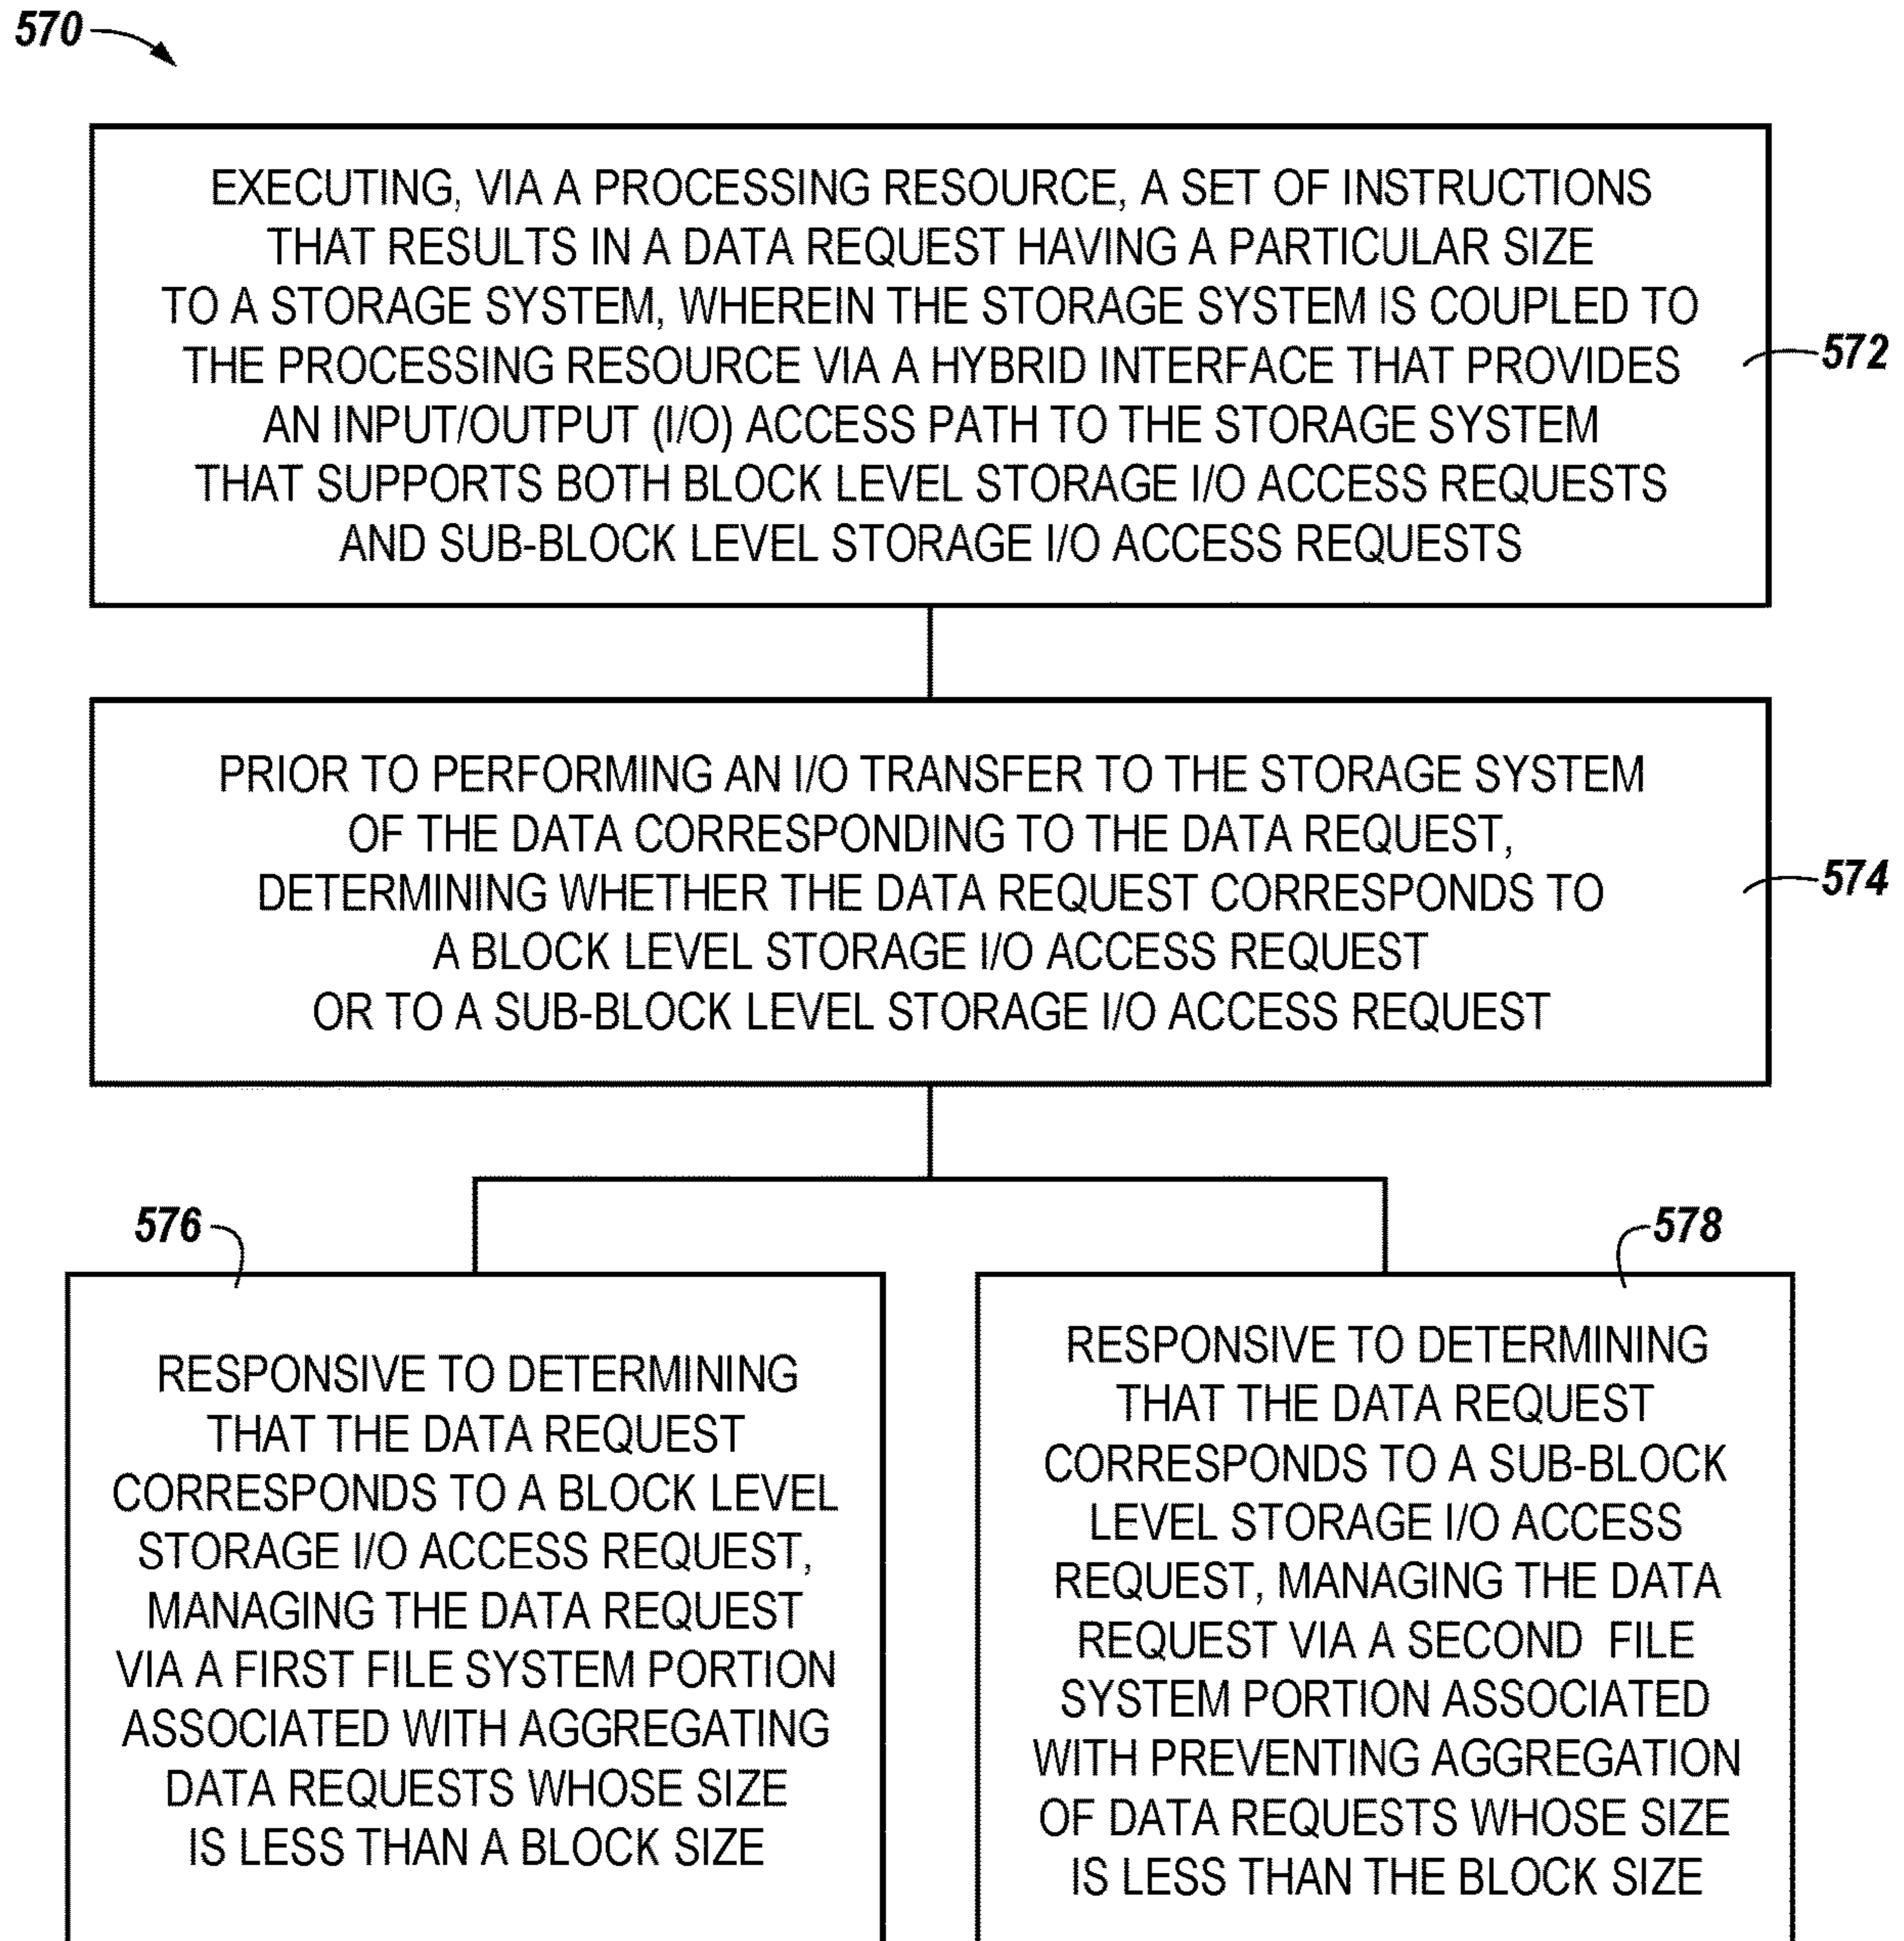 570
EXECUTING, VIA A PROCESSING RESOURCE, A SET OF INSTRUCTIONS
THAT RESULTS IN A DATA REQUEST HAVING A PARTICULAR SIZE
TO A STORAGE SYSTEM, WHEREIN THE STORAGE SYSTEM IS COUPLED TO
THE PROCESSING RESOURCE VIA A HYBRID INTERFACE THAT PROVIDES
AN INPUT/OUTPUT (I/O) ACCESS PATH TO THE STORAGE SYSTEM
THAT SUPPORTS BOTH BLOCK LEVEL STORAGE I/O ACCESS REQUESTS
AND SUB-BLOCK LEVEL STORAGE I/O ACCESS REQUESTS
572
PRIOR TO PERFORMING AN I/O TRANSFER TO THE STORAGE SYSTEM
OF THE DATA CORRESPONDING TO THE DATA REQUEST,
DETERMINING WHETHER THE DATA REQUEST CORRESPONDS TO
A BLOCK LEVEL STORAGE I/O ACCESS REQUEST
OR TO A SUB-BLOCK LEVEL STORAGE I/O ACCESS REQUEST
574
576
RESPONSIVE TO DETERMINING
THAT THE DATA REQUEST
CORRESPONDS TO A BLOCK LEVEL
STORAGE I/O ACCESS REQUEST,
MANAGING THE DATA REQUEST
VIA A FIRST FILE SYSTEM PORTION
ASSOCIATED WITH AGGREGATING
DATA REQUESTS WHOSE SIZE
IS LESS THAN A BLOCK SIZE
578
RESPONSIVE TO DETERMINING
THAT THE DATA REQUEST
CORRESPONDS TO A SUB-BLOCK
LEVEL STORAGE I/O ACCESS
REQUEST, MANAGING THE DATA
REQUEST VIA A SECOND FILE
SYSTEM PORTION ASSOCIATED
WITH PREVENTING AGGREGATION
OF DATA REQUESTS WHOSE SIZE
IS LESS THAN THE BLOCK SIZE